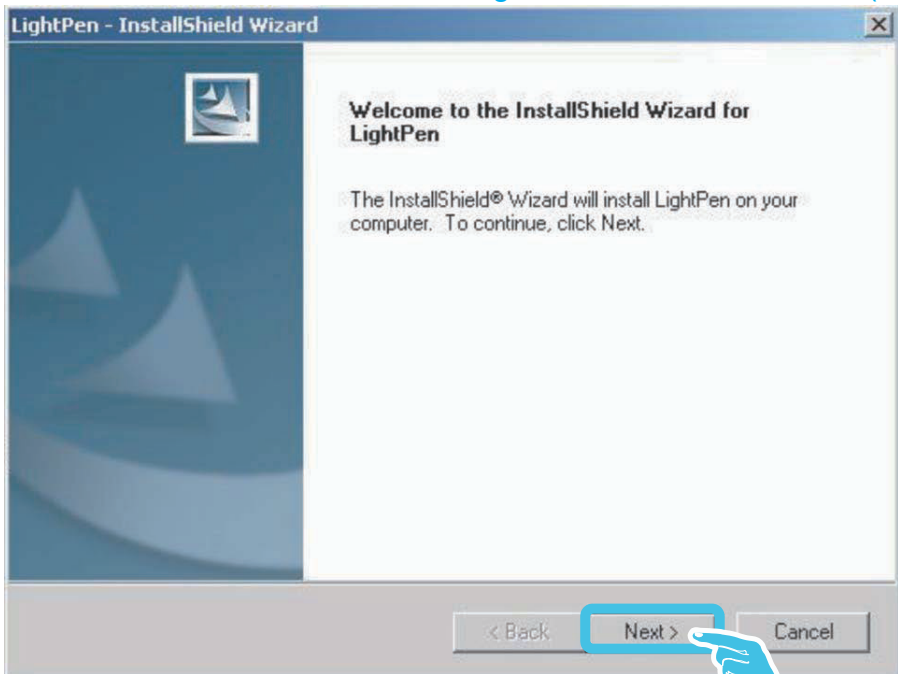 LightPen - InstallShield Wizard
Welcome to the InstallShield Wizard for
LightPen
The InstallShield® Wizard will install LightPen on your
computer. To continue, click Next.
< Back
Next >
Cancel